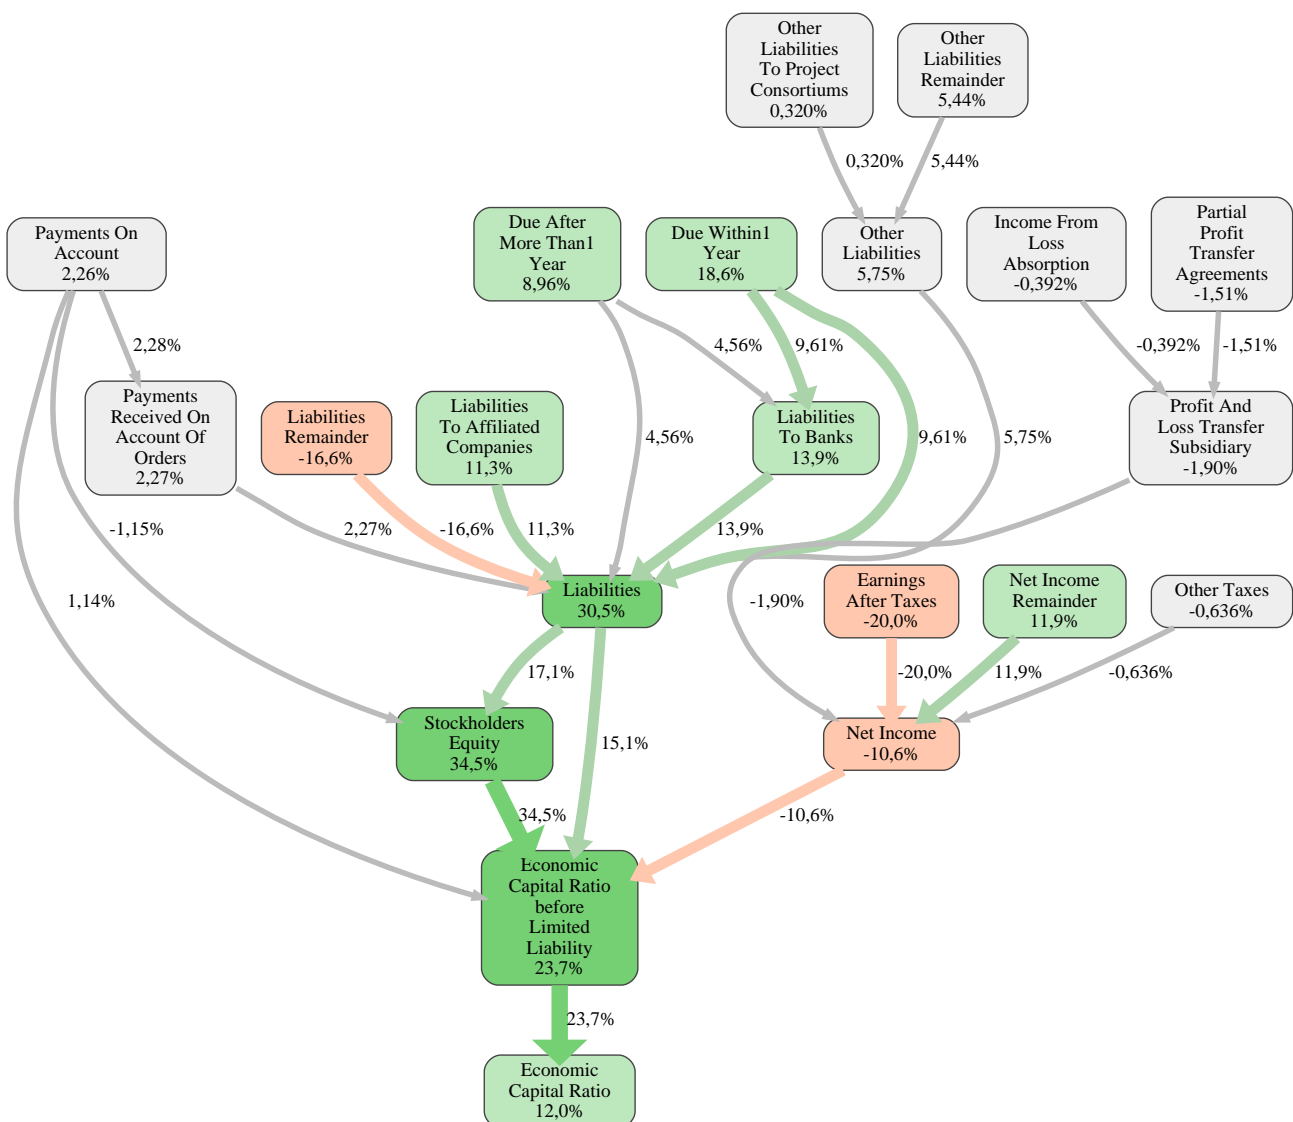 Other
Liabilities
To Project
Consortiums
0,320%
Other
Liabilities
Remainder
5,44%
0,320%
5,44%
Payments On
Account
2,26%
Due After
More Than1
Year
8,96%
Due Within1
Year
18,6%
Other
Liabilities
5,75%
Income From
Loss
Absorption
-0,392%
Partial
Profit
Transfer
Agreements
-1,51%
2,28%
4,56%
9,61%
-0,392%
-1,51%
Payments
Received On
Account Of
Orders
2,27%
Liabilities
Remainder
-16,6%
Liabilities
To Affiliated
Companies
11,3%
4,56%
Liabilities
To Banks
13,9%
9,61%
5,75%
Profit And
Loss Transfer
Subsidiary
-1,90%
-1,15%
2,27%
-16,6%
11,3%
13,9%
1,14%
Liabilities
30,5%
-1,90%
Earnings
After Taxes
-20,0%
Net Income
Remainder
11,9%
Other Taxes
-0,636%
17,1%
-20,0%
11,9%
-0,636%
Stockholders
Equity
34,5%
15,1%
Net Income
-10,6%
34,5%
-10,6%
Economic
Capital Ratio
before
Limited
Liability
23,7%
23,7%
Economic
Capital Ratio
12,0%